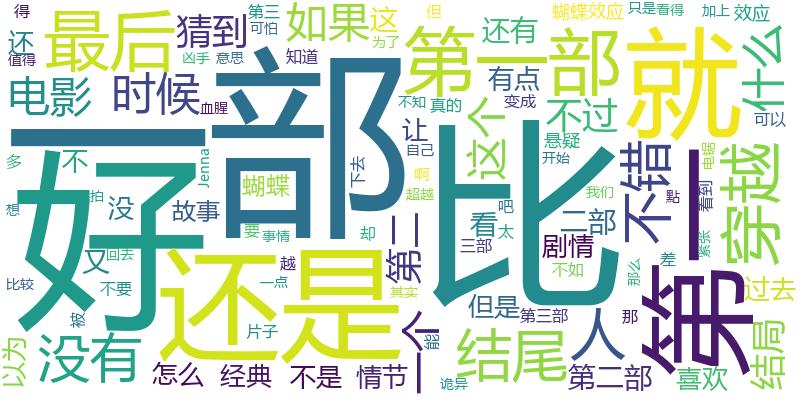 得
最后
猜到
第三
可怕
如果
这
但
蝴蝶效应
只是
看得
加上
效应
还
值得
凶手
意思
知道
为了
第一部
还有
就
什么
电影
时候
血腥
部
不知
真的
有点
变成
不过
可以
一
好
比
让
自己
这个
悬疑
开始
不错
第一
电锯
穿越
多
不
Jenna
下去
啊
超越
蝴蝶
我们
點
看到
想
拍
没
故事
要
事情
却
第二
看
吧
太
二部
又
回去
越
三部
剧情
不如
那么
差
紧张
比较
不要
一点
还是
其实
过去
被
片子
一个
能
但是
第三部
人
那
以为
没有
怎么
经典
不是
情节
诡异
结尾
第二部
喜欢
结局